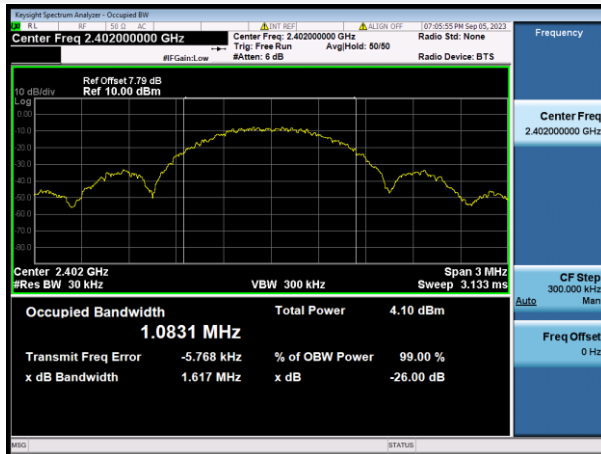 Keysight Spectrum Analyzer - Occupied BW
RL RF 50 Ω AC INT REF ALIGN OFF 07:05:55 PM Sep 05, 2023
Center Freq 2.402000000 GHz Center Freq: 2.402000000 GHz Radio Std: None
Trig: Free Run Avg|Hold: 50/50
#IFGain:Low #Atten: 6 dB Radio Device: BTS
Frequency
Ref Offset 7.79 dB
10 dB/div Ref 10.00 dBm
Log
0.00
-10.0
-20.0
-30.0
-40.0
-50.0
-60.0
-70.0
-80.0
Center 2.402 GHz Span 3 MHz
#Res BW 30 kHz VBW 300 kHz Sweep 3.133 ms
Occupied Bandwidth Total Power 4.10 dBm
1.0831 MHz
Transmit Freq Error -5.768 kHz % of OBW Power 99.00 %
x dB Bandwidth 1.617 MHz x dB -26.00 dB
Center Freq
2.402000000 GHz
CF Step
300.000 kHz
Auto Man
Freq Offset
0 Hz
MSG STATUS